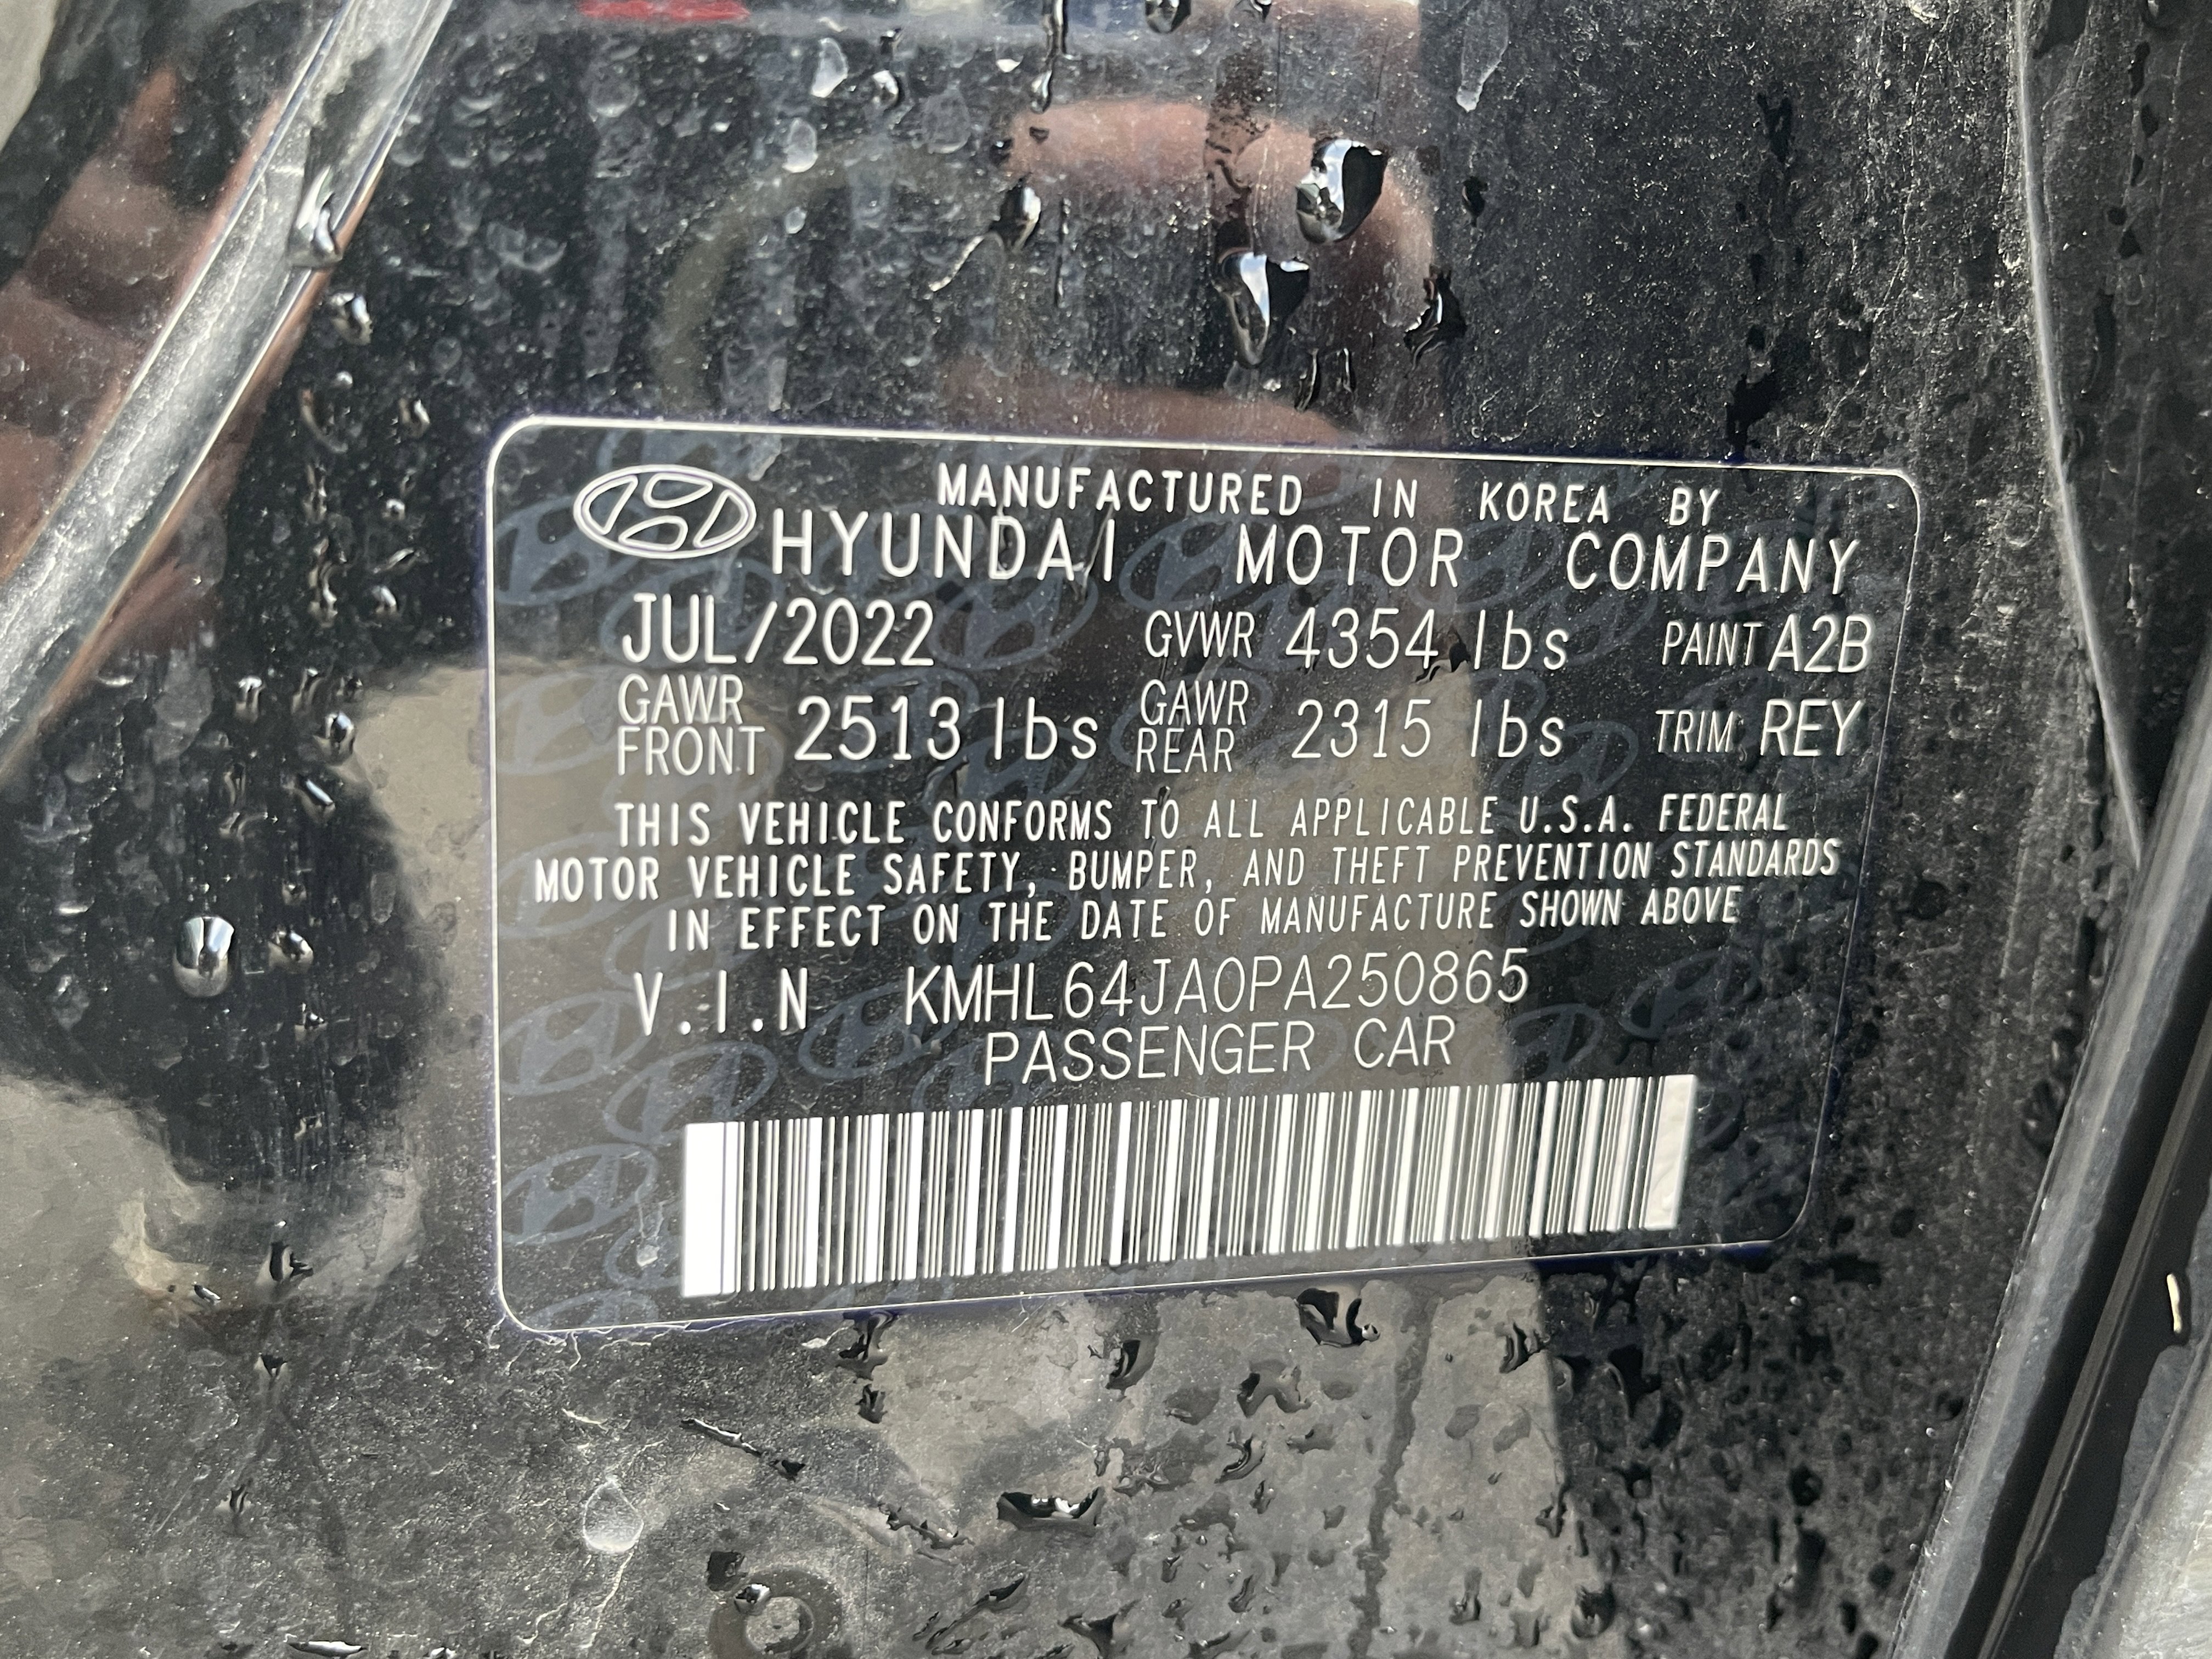 MANUFACTURED IN KOREA BY
HYUNDAI MOTOR COMPANY
JUL/2022 GVWR 4354 lbs PAINT A2B
GAWR FRONT 2513 lbs GAWR REAR 2315 lbs TRIM REY
THIS VEHICLE CONFORMS TO ALL APPLICABLE U.S.A. FEDERAL
MOTOR VEHICLE SAFETY, BUMPER, AND THEFT PREVENTION STANDARDS
IN EFFECT ON THE DATE OF MANUFACTURE SHOWN ABOVE
V.I.N KMHL64JA0PA250865
PASSENGER CAR